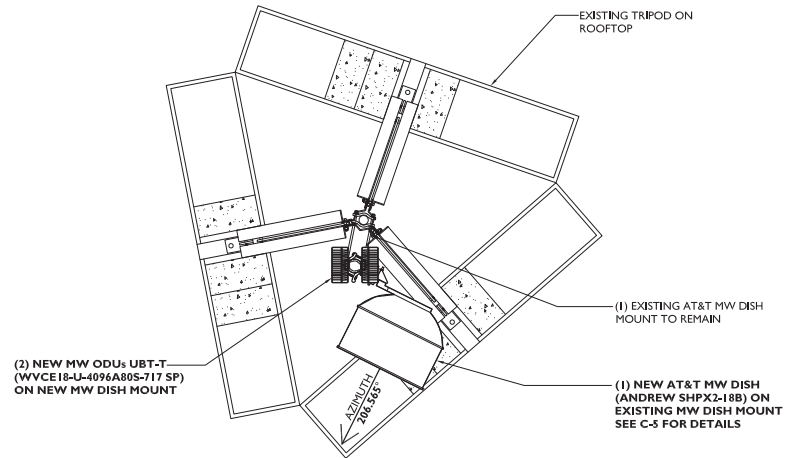 EXISTING TRIPOD ON
ROOFTOP
(1) EXISTING AT&T MW DISH
MOUNT TO REMAIN
(2) NEW MW ODUs UBT-T
(WVCE18-U-4096A80S-717 SP)
ON NEW MW DISH MOUNT
(1) NEW AT&T MW DISH
(ANDREW SHPX2-18B) ON
EXISTING MW DISH MOUNT
SEE C-5 FOR DETAILS
AZIMUTH
206.565°